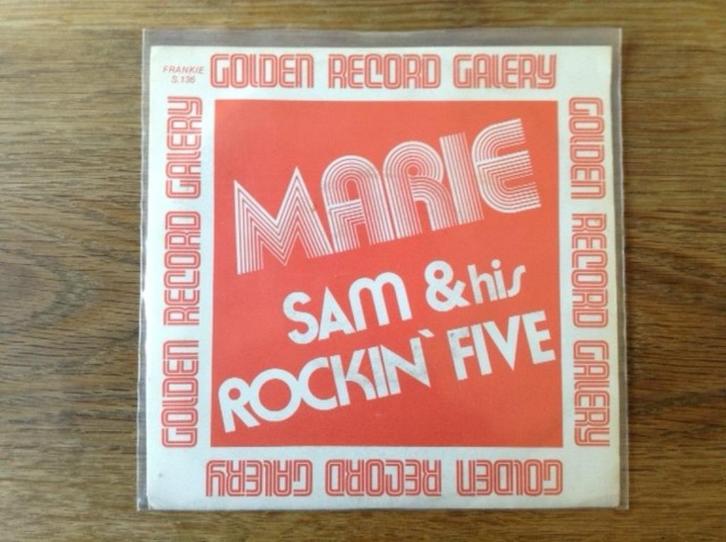 FRANKIE
S.136
GOLDEN RECORD GALERY
GOLDEN RECORD GALERY
GOLDEN RECORD GALERY
MARIE
SAM & his
ROCKIN` FIVE
GOLDEN RECORD GALERY